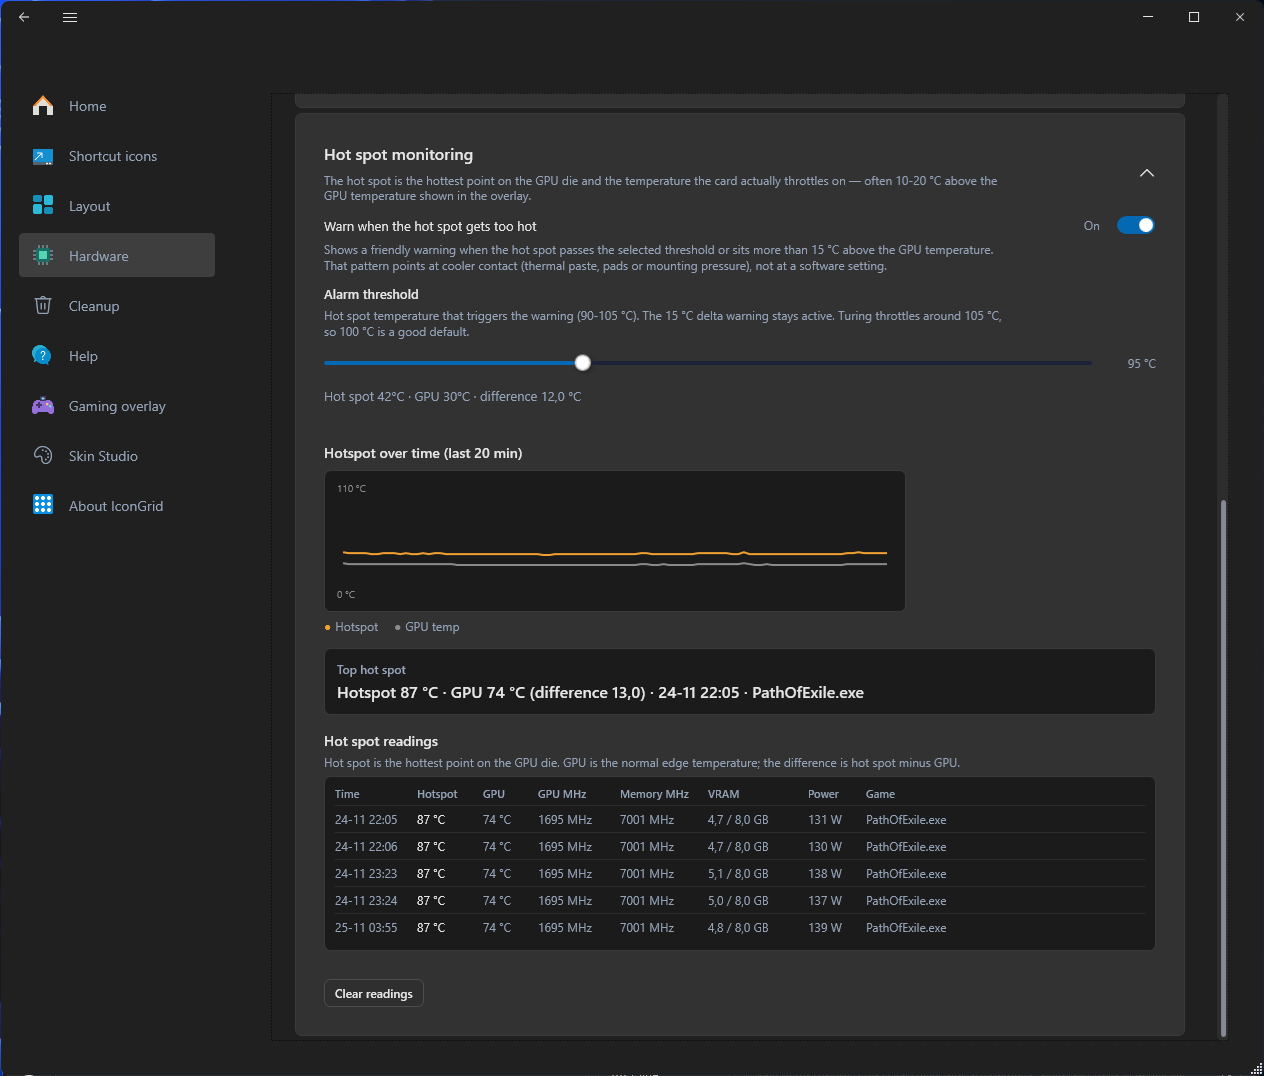 Home
Shortcut icons
Layout
Hardware
Cleanup
Help
Gaming overlay
Skin Studio
About IconGrid
Hot spot monitoring
The hot spot is the hottest point on the GPU die and the temperature the card actually throttles on — often 10-20 °C above the
GPU temperature shown in the overlay.
Warn when the hot spot gets too hot
On
Shows a friendly warning when the hot spot passes the selected threshold or sits more than 15 °C above the GPU temperature.
That pattern points at cooler contact (thermal paste, pads or mounting pressure), not at a software setting.
Alarm threshold
Hot spot temperature that triggers the warning (90-105 °C). The 15 °C delta warning stays active. Turing throttles around 105 °C,
so 100 °C is a good default.
95 °C
Hot spot 42°C · GPU 30°C · difference 12,0 °C
Hotspot over time (last 20 min)
110 °C
0 °C
Hotspot GPU temp
Top hot spot
Hotspot 87 °C · GPU 74 °C (difference 13,0) · 24-11 22:05 · PathOfExile.exe
Hot spot readings
Hot spot is the hottest point on the GPU die. GPU is the normal edge temperature; the difference is hot spot minus GPU.
Time Hotspot GPU GPU MHz Memory MHz VRAM Power Game
24-11 22:05 87 °C 74 °C 1695 MHz 7001 MHz 4,7 / 8,0 GB 131 W PathOfExile.exe
24-11 22:06 87 °C 74 °C 1695 MHz 7001 MHz 4,7 / 8,0 GB 130 W PathOfExile.exe
24-11 23:23 87 °C 74 °C 1695 MHz 7001 MHz 5,1 / 8,0 GB 138 W PathOfExile.exe
24-11 23:24 87 °C 74 °C 1695 MHz 7001 MHz 5,0 / 8,0 GB 137 W PathOfExile.exe
25-11 03:55 87 °C 74 °C 1695 MHz 7001 MHz 4,8 / 8,0 GB 139 W PathOfExile.exe
Clear readings